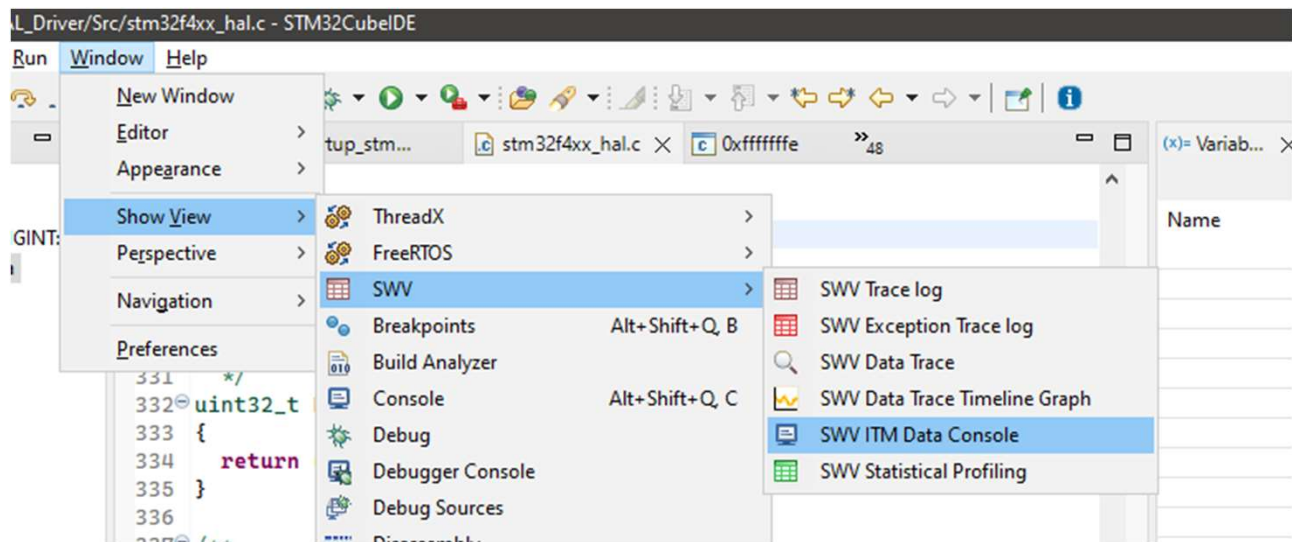 \L_Driver/Src/stm32f4xx_hal.c - STM32CubeIDE
Run Window Help
New Window
Editor
Appearance
Show View
Perspective
Navigation
Preferences
tup_stm...
stm32f4xx_hal.c
0xfffffffe
»48
(x)= Variab...
Name
GINT:
ThreadX
FreeRTOS
SWV
Breakpoints Alt+Shift+Q, B
Build Analyzer
Console Alt+Shift+Q, C
Debug
Debugger Console
Debug Sources
SWV Trace log
SWV Exception Trace log
SWV Data Trace
SWV Data Trace Timeline Graph
SWV ITM Data Console
SWV Statistical Profiling
331 */
332 uint32_t
333 {
334 return
335 }
336